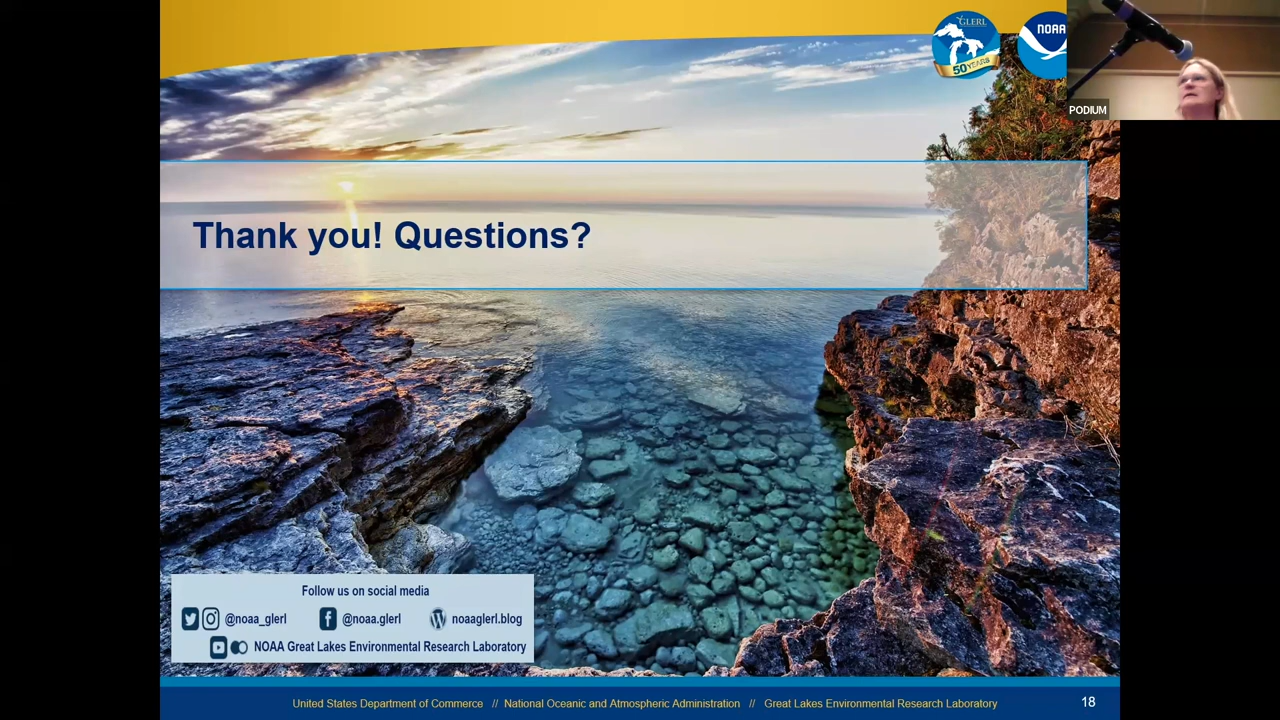 GLERL
50 YEARS
NOAA
PODIUM
Thank you! Questions?
Follow us on social media
@noaa_glerl @noaa.glerl noaaglerl.blog
NOAA Great Lakes Environmental Research Laboratory
United States Department of Commerce // National Oceanic and Atmospheric Administration // Great Lakes Environmental Research Laboratory 18